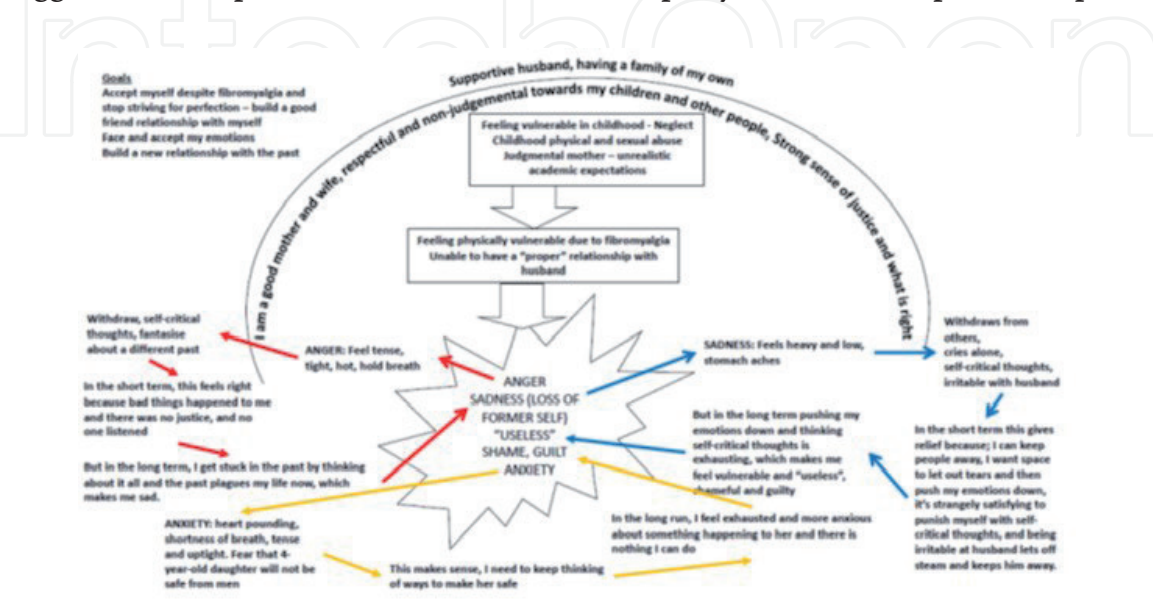 Goals
Accept myself despite fibromyalgia and
stop striving for perfection – build a good
friend relationship with myself
Face and accept my emotions
Build a new relationship with the past
Supportive husband, having a family of my own
I am a good mother and wife, respectful and non-judgemental towards my children and other people, Strong sense of justice and what is right
Feeling vulnerable in childhood - Neglect
Childhood physical and sexual abuse
Judgmental mother – unrealistic
academic expectations
Feeling physically vulnerable due to fibromyalgia
Unable to have a "proper" relationship with
husband
Withdraw, self-critical
thoughts, fantasise
about a different past
ANGER: Feel tense,
tight, hot, hold breath
In the short term, this feels right
because bad things happened to me
and there was no justice, and no
one listened
But in the long term, I get stuck in the past by thinking
about it all and the past plagues my life now, which
makes me sad.
ANGER
SADNESS (LOSS OF
FORMER SELF)
"USELESS"
SHAME, GUILT
ANXIETY
SADNESS: Feels heavy and low,
stomach aches
Withdraws from
others,
cries alone,
self-critical thoughts,
irritable with husband
In the short term this gives
relief because; I can keep
people away, I want space
to let out tears and then
push my emotions down,
it's strangely satisfying to
punish myself with self-
critical thoughts, and being
irritable at husband lets off
steam and keeps him away.
But in the long term pushing my
emotions down and thinking
self-critical thoughts is
exhausting, which makes me
feel vulnerable and "useless",
shameful and guilty
ANXIETY: heart pounding,
shortness of breath, tense
and uptight. Fear that 4-
year-old daughter will not be
safe from men
This makes sense, I need to keep thinking
of ways to make her safe
In the long run, I feel exhausted and more anxious
about something happening to her and there is
nothing I can do